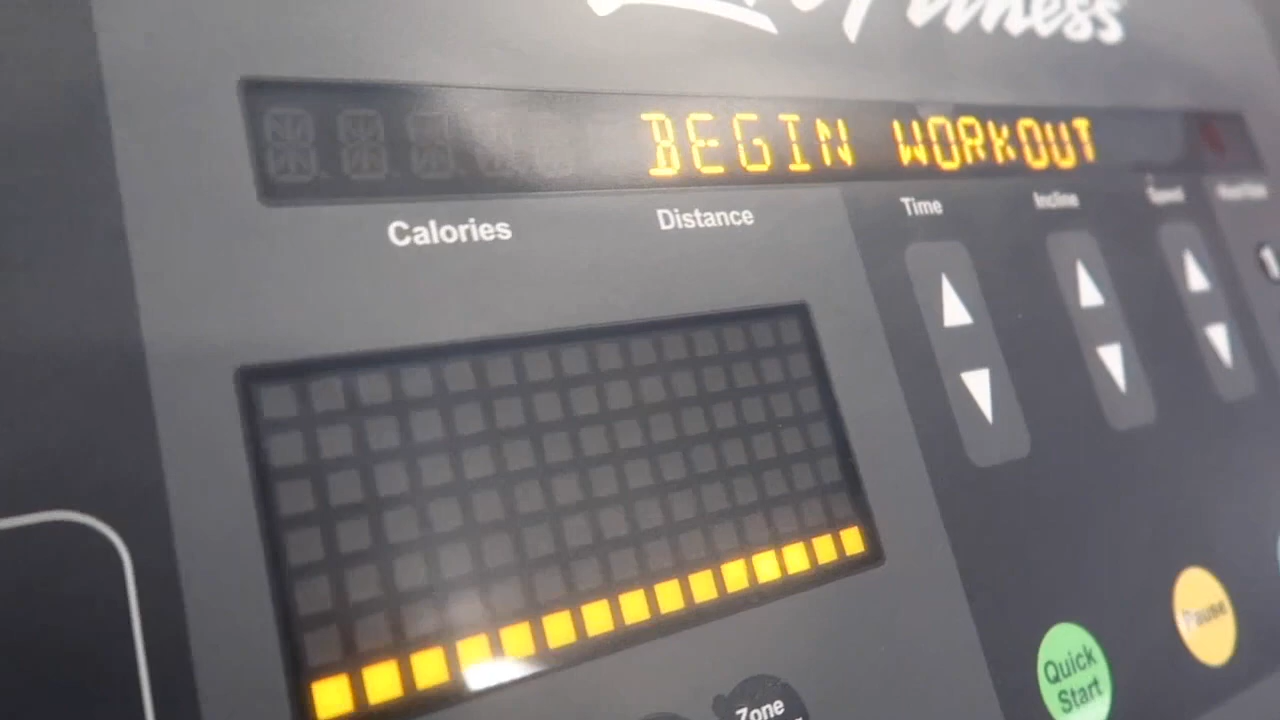 Fitness
BEGIN WORKOUT
Calories Distance Time Incline Speed
Quick
Start
Pause
Zone